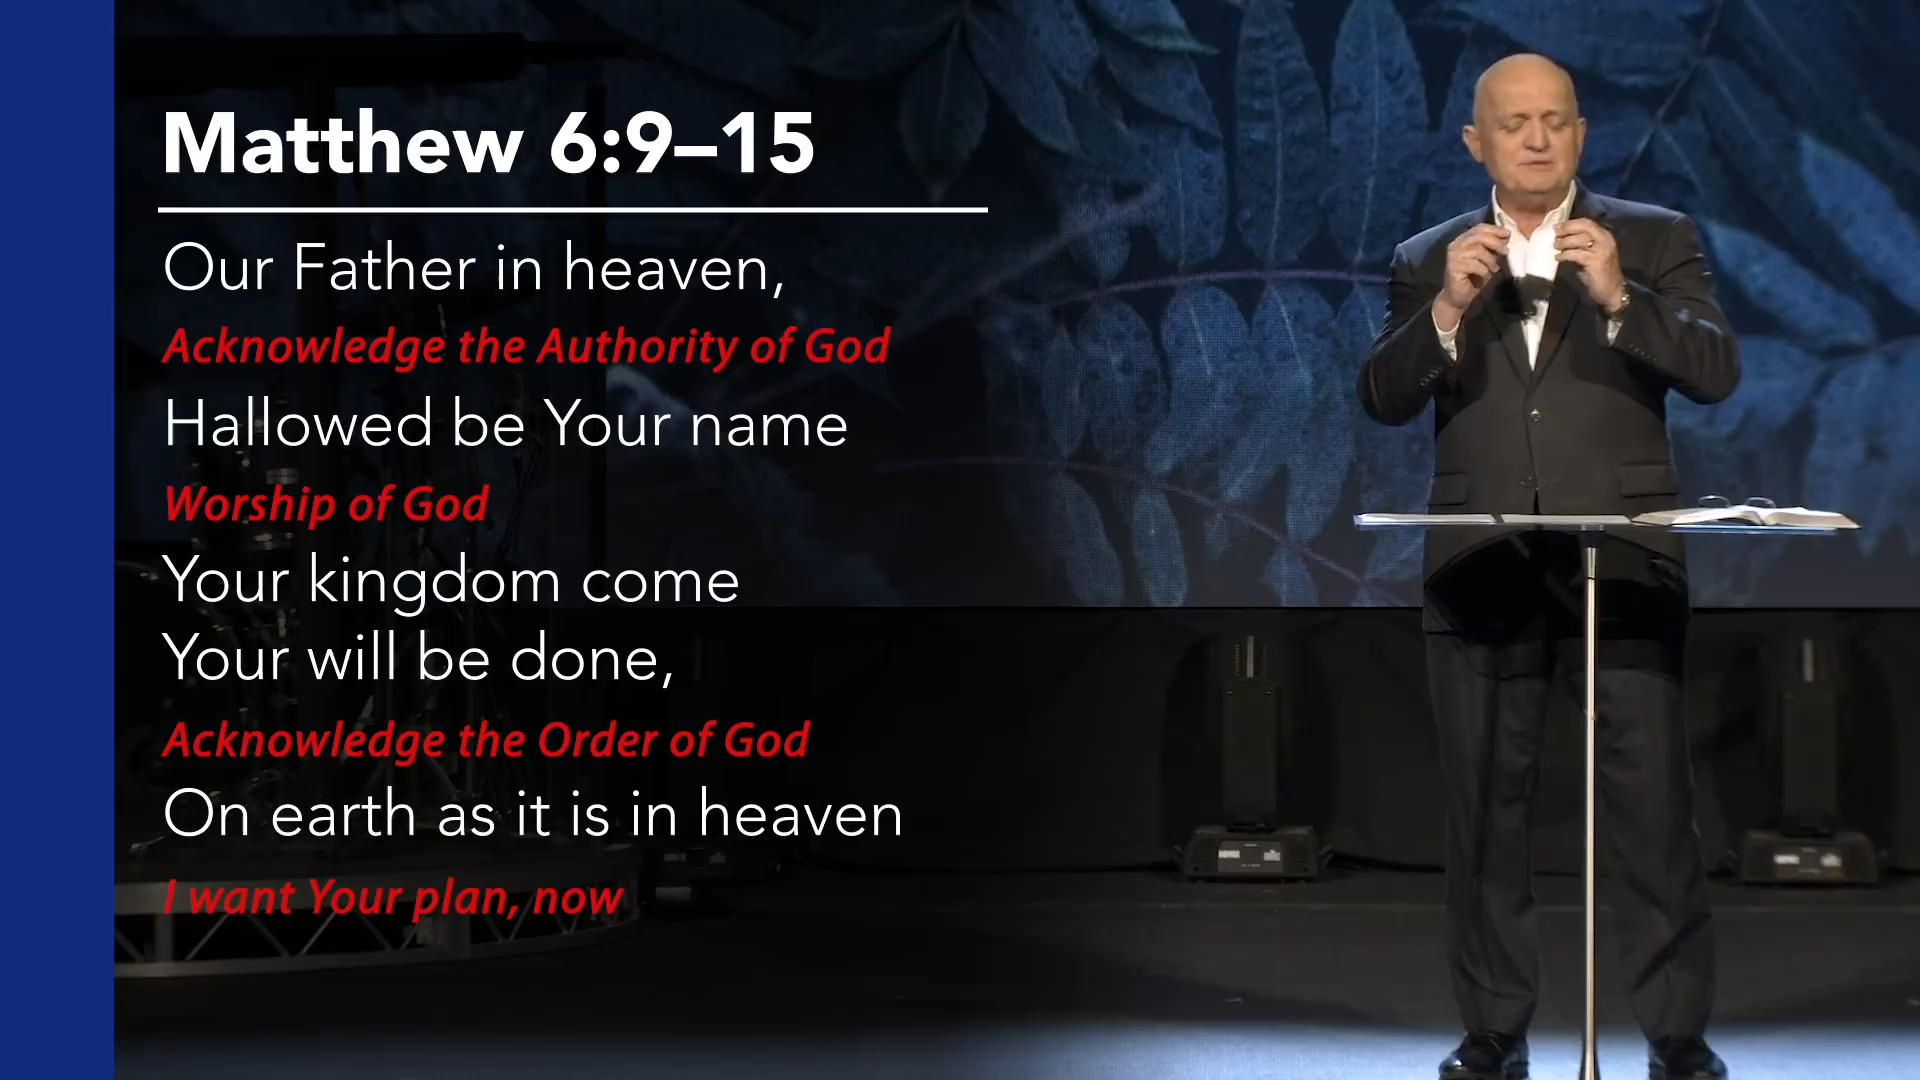 Matthew 6:9–15
Our Father in heaven,
Acknowledge the Authority of God
Hallowed be Your name
Worship of God
Your kingdom come
Your will be done,
Acknowledge the Order of God
On earth as it is in heaven
I want Your plan, now